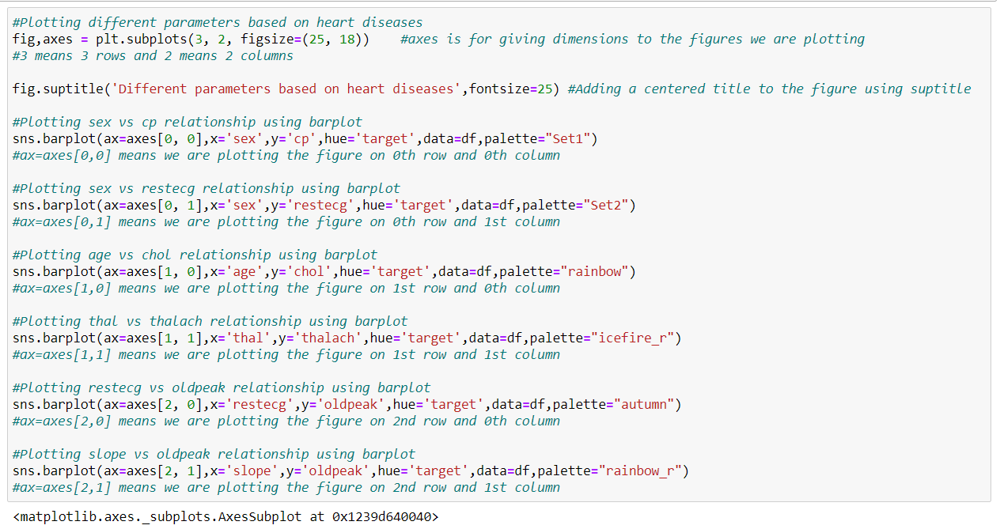 #Plotting different parameters based on heart diseases
fig,axes = plt.subplots(3, 2, figsize=(25, 18))    #axes is for giving dimensions to the figures we are plotting
#3 means 3 rows and 2 means 2 columns

fig.suptitle('Different parameters based on heart diseases',fontsize=25) #Adding a centered title to the figure using suptitle

#Plotting sex vs cp relationship using barplot
sns.barplot(ax=axes[0, 0],x='sex',y='cp',hue='target',data=df,palette="Set1")
#ax=axes[0,0] means we are plotting the figure on 0th row and 0th column

#Plotting sex vs restecg relationship using barplot
sns.barplot(ax=axes[0, 1],x='sex',y='restecg',hue='target',data=df,palette="Set2")
#ax=axes[0,1] means we are plotting the figure on 0th row and 1st column

#Plotting age vs chol relationship using barplot
sns.barplot(ax=axes[1, 0],x='age',y='chol',hue='target',data=df,palette="rainbow")
#ax=axes[1,0] means we are plotting the figure on 1st row and 0th column

#Plotting thal vs thalach relationship using barplot
sns.barplot(ax=axes[1, 1],x='thal',y='thalach',hue='target',data=df,palette="icefire_r")
#ax=axes[1,1] means we are plotting the figure on 1st row and 1st column

#Plotting restecg vs oldpeak relationship using barplot
sns.barplot(ax=axes[2, 0],x='restecg',y='oldpeak',hue='target',data=df,palette="autumn")
#ax=axes[2,0] means we are plotting the figure on 2nd row and 0th column

#Plotting slope vs oldpeak relationship using barplot
sns.barplot(ax=axes[2, 1],x='slope',y='oldpeak',hue='target',data=df,palette="rainbow_r")
#ax=axes[2,1] means we are plotting the figure on 2nd row and 1st column

<matplotlib.axes._subplots.AxesSubplot at 0x1239d640040>